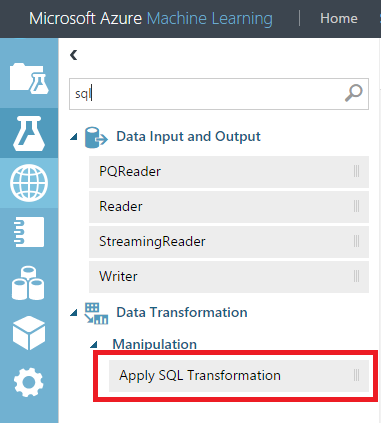 Microsoft Azure Machine Learning Home
sql
Data Input and Output
PQReader
Reader
StreamingReader
Writer
Data Transformation
Manipulation
Apply SQL Transformation